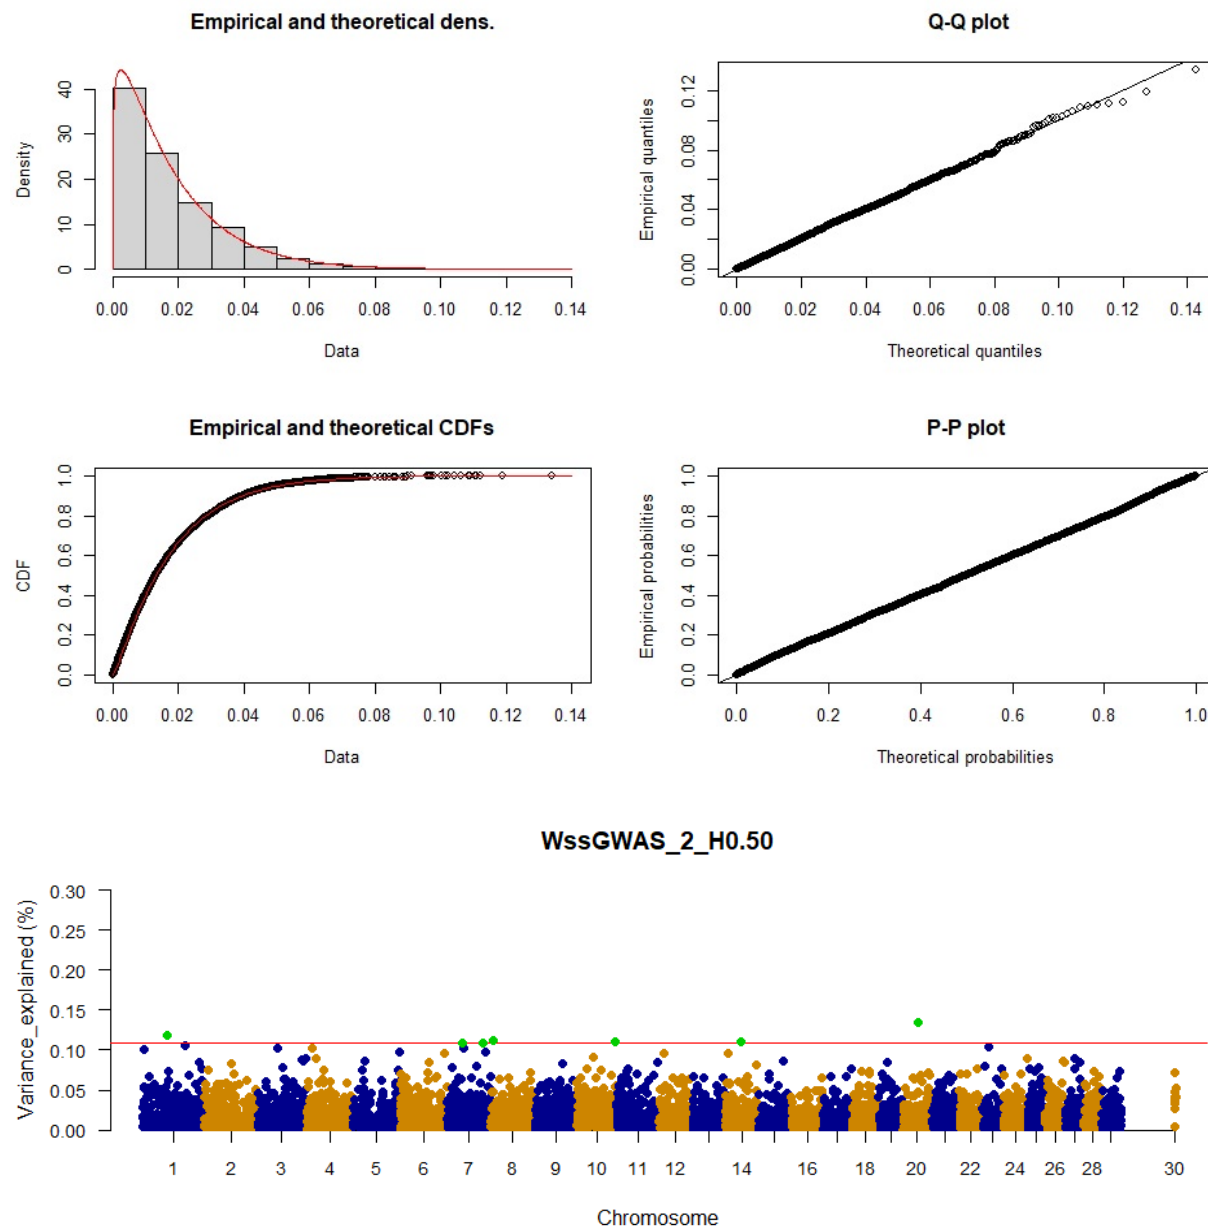 Empirical and theoretical dens.
Density
0 10 20 30 40
0.00 0.02 0.04 0.06 0.08 0.10 0.12 0.14
Data
Q-Q plot
Empirical quantiles
0.00 0.04 0.08 0.12
0.00 0.02 0.04 0.06 0.08 0.10 0.12 0.14
Theoretical quantiles
Empirical and theoretical CDFs
CDF
0.0 0.2 0.4 0.6 0.8 1.0
0.00 0.02 0.04 0.06 0.08 0.10 0.12 0.14
Data
P-P plot
Empirical probabilities
0.0 0.2 0.4 0.6 0.8 1.0
0.0 0.2 0.4 0.6 0.8 1.0
Theoretical probabilities
WssGWAS_2_H0.50
Variance_explained (%)
0.30
0.25
0.20
0.15
0.10
0.05
0.00
1 2 3 4 5 6 7 8 9 10 11 12 14 16 18 20 22 24 26 28 30
Chromosome